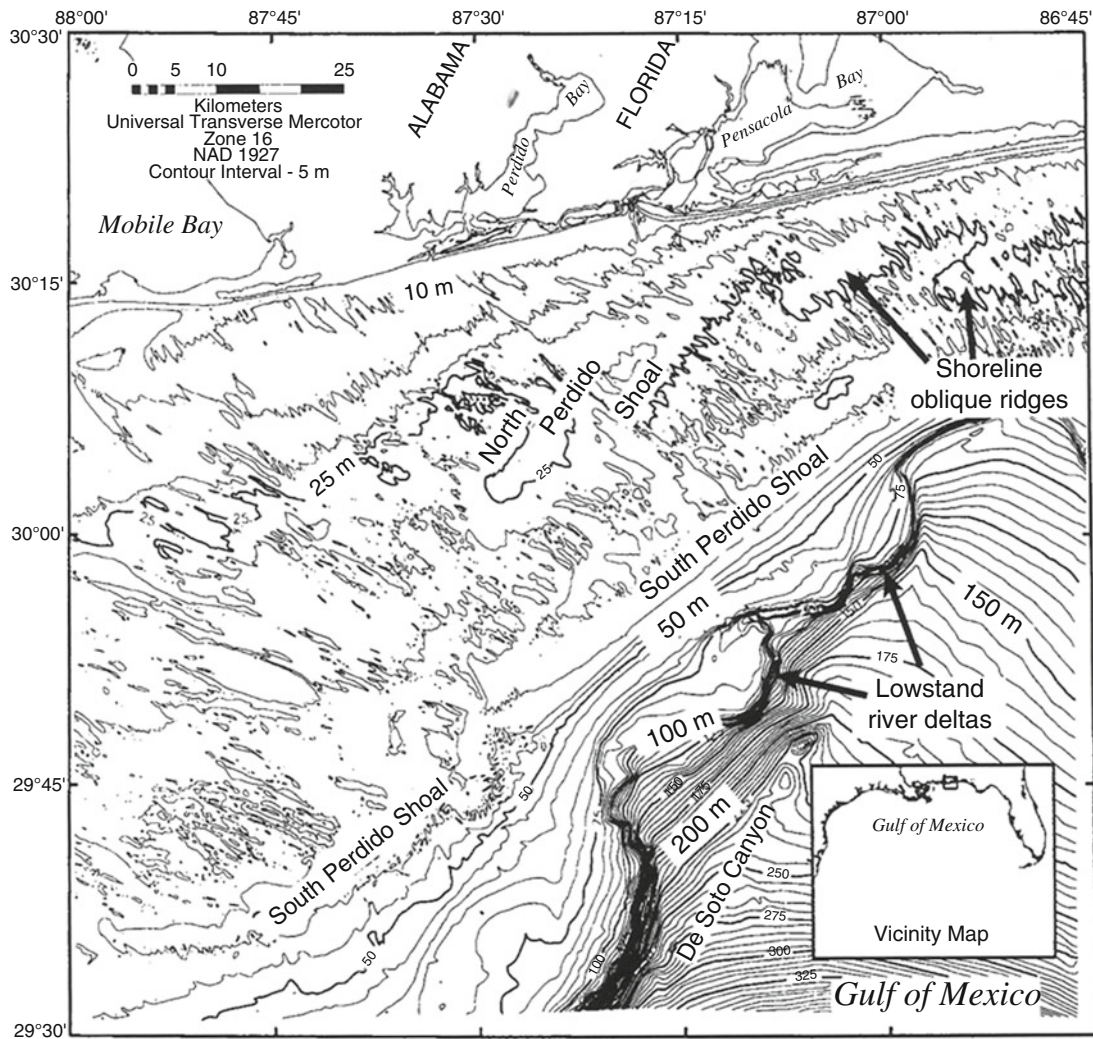 88°00' 87°45' 87°30' 87°15' 87°00' 86°45'
30°30'
30°15'
30°00'
29°45'
29°30'
0 5 10 25
Kilometers
Universal Transverse Mercotor
Zone 16
NAD 1927
Contour Interval - 5 m
ALABAMA
FLORIDA
Perdido Bay
Pensacola Bay
Mobile Bay
10 m
25 m
North Perdido Shoal
25
25
25
Shoreline
oblique ridges
South Perdido Shoal
50
75
50 m
150 m
175
Lowstand
river deltas
100 m
150
175
200 m
De Soto Canyon
South Perdido Shoal
50
50
100
250
275
300
325
Gulf of Mexico
Vicinity Map
Gulf of Mexico